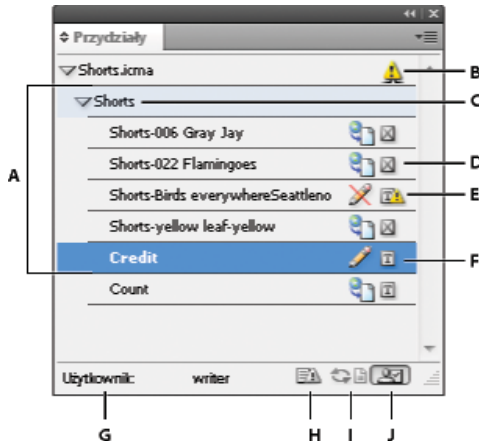 Przydziały
Shorts.icma
B
Shorts
C
Shorts-006 Gray Jay
Shorts-022 Flamingoes
D
A
Shorts-Birds everywhereSeattleno
E
Shorts-yellow leaf-yellow
Credit
F
Count
Użytkownik: writer
G H I J